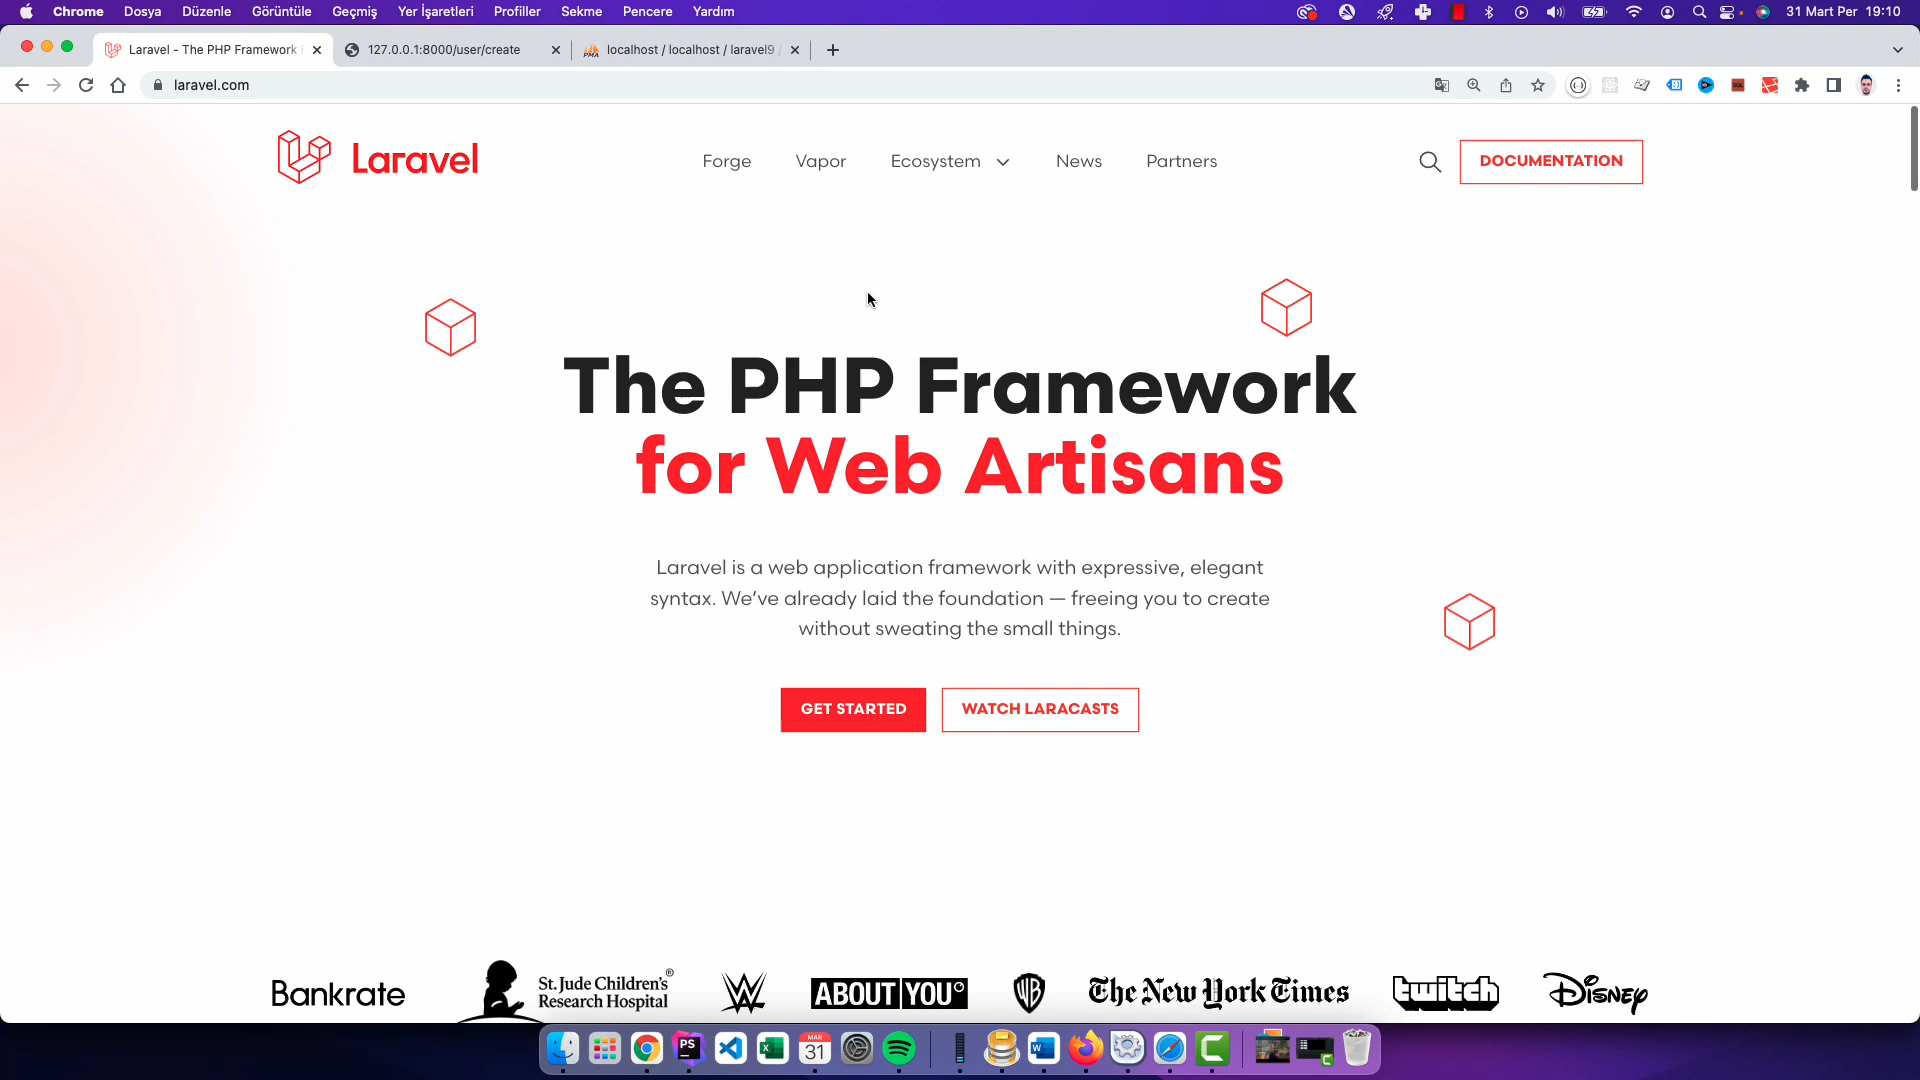 Chrome Dosya Düzenle Görüntüle Geçmiş Yer İşaretleri Profiller Sekme Pencere Yardım 31 Mart Per 19:10
Laravel - The PHP Framework 127.0.0.1:8000/user/create localhost / localhost / laravel9
laravel.com
Laravel Forge Vapor Ecosystem News Partners DOCUMENTATION
The PHP Framework
for Web Artisans
Laravel is a web application framework with expressive, elegant
syntax. We’ve already laid the foundation — freeing you to create
without sweating the small things.
GET STARTED WATCH LARACASTS
Bankrate St. Jude Children's Research Hospital W ABOUT YOU WB The New York Times twitch Disney
PS MAR 31